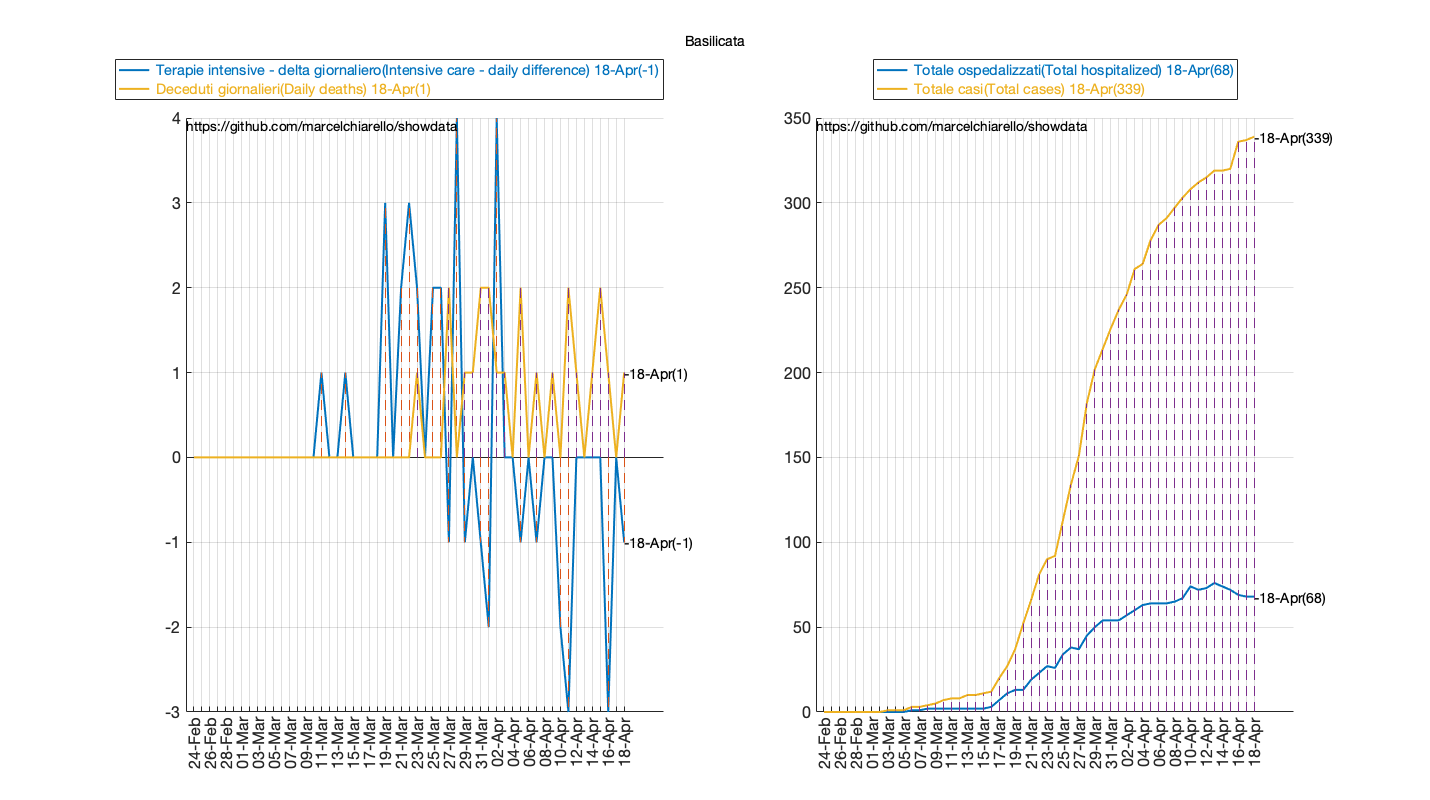 Basilicata
Terapie intensive - delta giornaliero(Intensive care - daily difference) 18-Apr(-1)
Deceduti giornalieri(Daily deaths) 18-Apr(1)
https://github.com/marcelchiarello/showdata
4
3
2
1
0
-1
-2
-3
18-Apr(1)
18-Apr(-1)
24-Feb
26-Feb
28-Feb
01-Mar
03-Mar
05-Mar
07-Mar
09-Mar
11-Mar
13-Mar
15-Mar
17-Mar
19-Mar
21-Mar
23-Mar
25-Mar
27-Mar
29-Mar
31-Mar
02-Apr
04-Apr
06-Apr
08-Apr
10-Apr
12-Apr
14-Apr
16-Apr
18-Apr
Totale ospedalizzati(Total hospitalized) 18-Apr(68)
Totale casi(Total cases) 18-Apr(339)
https://github.com/marcelchiarello/showdata
350
300
250
200
150
100
50
0
18-Apr(339)
18-Apr(68)
24-Feb
26-Feb
28-Feb
01-Mar
03-Mar
05-Mar
07-Mar
09-Mar
11-Mar
13-Mar
15-Mar
17-Mar
19-Mar
21-Mar
23-Mar
25-Mar
27-Mar
29-Mar
31-Mar
02-Apr
04-Apr
06-Apr
08-Apr
10-Apr
12-Apr
14-Apr
16-Apr
18-Apr